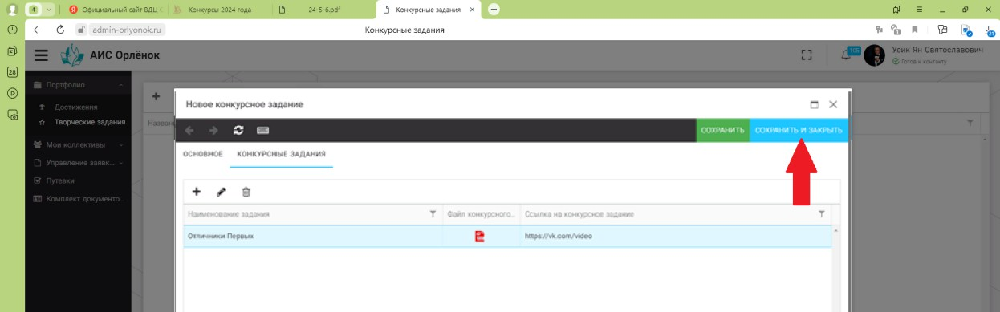 4 Официальный сайт ВДЦ Конкурсы 2024 года 24-5-6.pdf Конкурсные задания
admin-orlyonok.ru Конкурсные задания 21
АИС Орлёнок 105 Усик Ян Святославович
Готов к контакту
28
Портфолио
Достижения
Творческие задания
Мои коллективы
Управление заявк...
Путевки
Комплект документо...
Назван
Новое конкурсное задание
СОХРАНИТЬ СОХРАНИТЬ И ЗАКРЫТЬ
ОСНОВНОЕ КОНКУРСНЫЕ ЗАДАНИЯ
Наименование задания Файл конкурсного... Ссылка на конкурсное задание
Отличники Первых https://vk.com/video